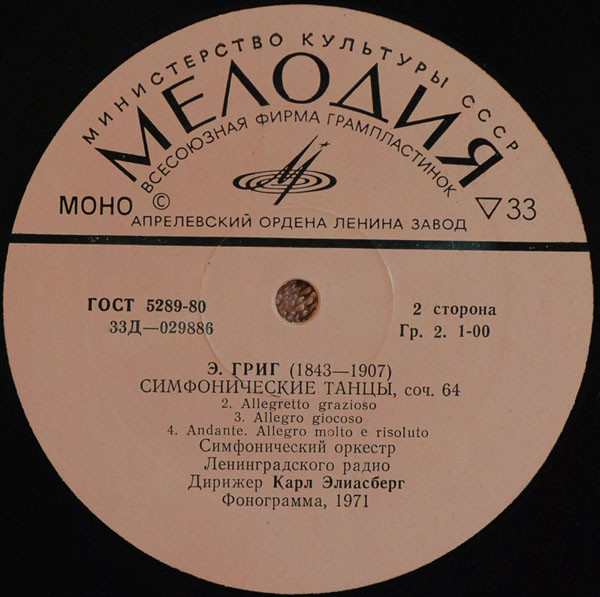 МИНИСТЕРСТВО КУЛЬТУРЫ СССР
МЕЛОДИЯ
ВСЕСОЮЗНАЯ ФИРМА ГРАМПЛАСТИНОК
МОНО © ▽ 33
АПРЕЛЕВСКИЙ ОРДЕНА ЛЕНИНА ЗАВОД
ГОСТ 5289-80 2 сторона
33Д—029886 Гр. 2. 1-00
Э. ГРИГ (1843—1907)
СИМФОНИЧЕСКИЕ ТАНЦЫ, соч. 64
2. Allegretto grazioso
3. Allegro giocoso
4. Andante. Allegro molto e risoluto
Симфонический оркестр
Ленинградского радио
Дирижер Карл Элиасберг
Фонограмма, 1971